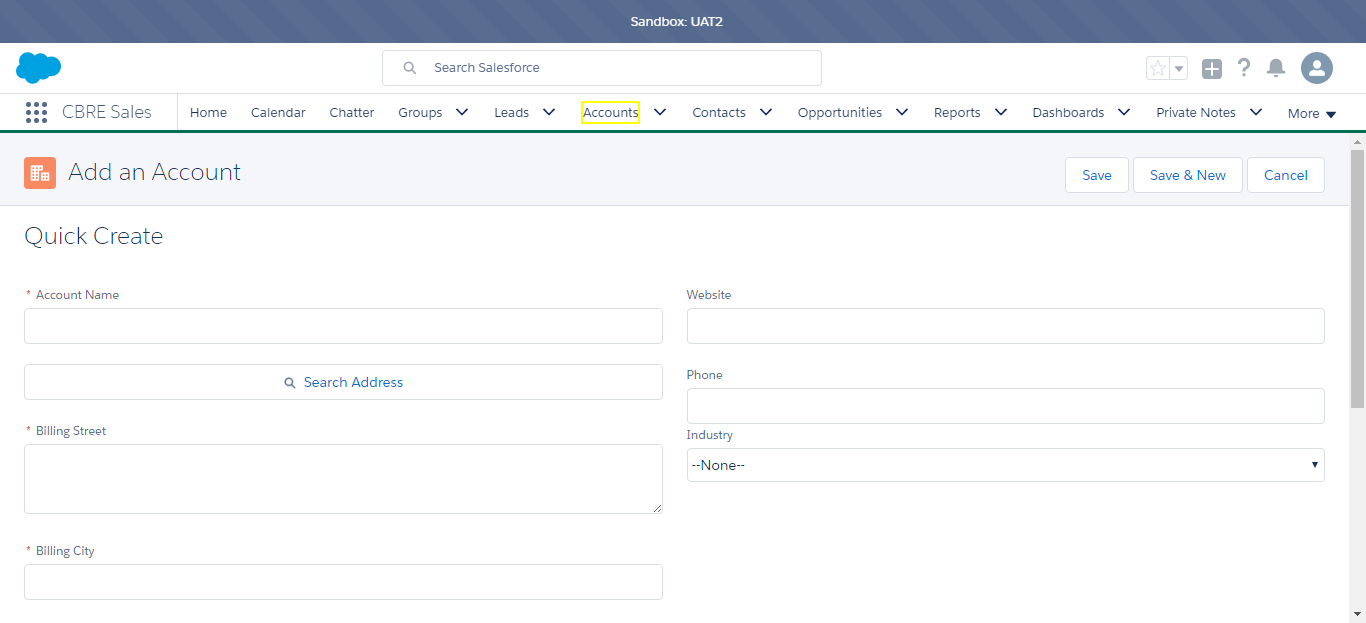 Sandbox: UAT2
Search Salesforce
CBRE Sales Home Calendar Chatter Groups Leads Accounts Contacts Opportunities Reports Dashboards Private Notes More
Add an Account
Save Save & New Cancel
Quick Create
* Account Name
Website
Search Address
Phone
* Billing Street
Industry
--None--
* Billing City